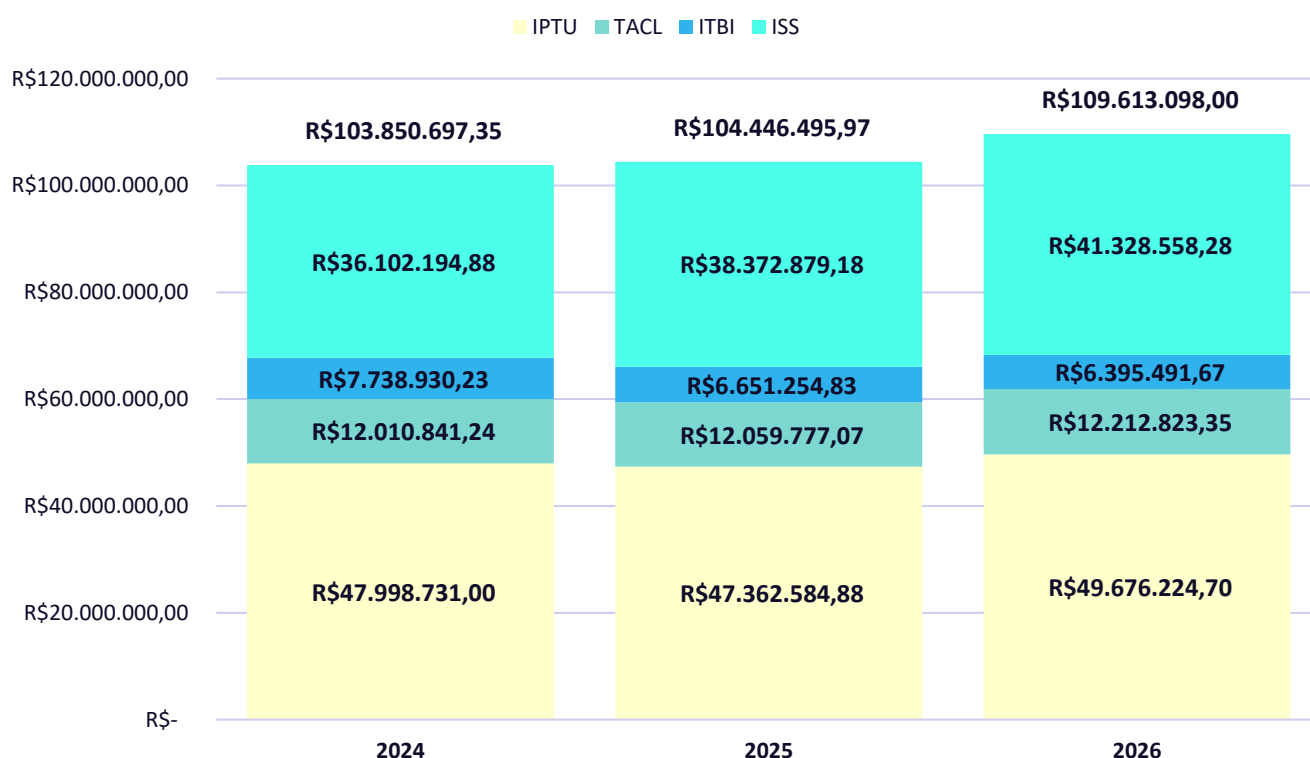 IPTU TACL ITBI ISS
R$120.000.000,00
R$109.613.098,00
R$103.850.697,35 R$104.446.495,97
R$100.000.000,00
R$36.102.194,88 R$38.372.879,18 R$41.328.558,28
R$80.000.000,00
R$7.738.930,23 R$6.651.254,83 R$6.395.491,67
R$60.000.000,00
R$12.010.841,24 R$12.059.777,07 R$12.212.823,35
R$40.000.000,00
R$47.998.731,00 R$47.362.584,88 R$49.676.224,70
R$20.000.000,00
R$-
2024 2025 2026